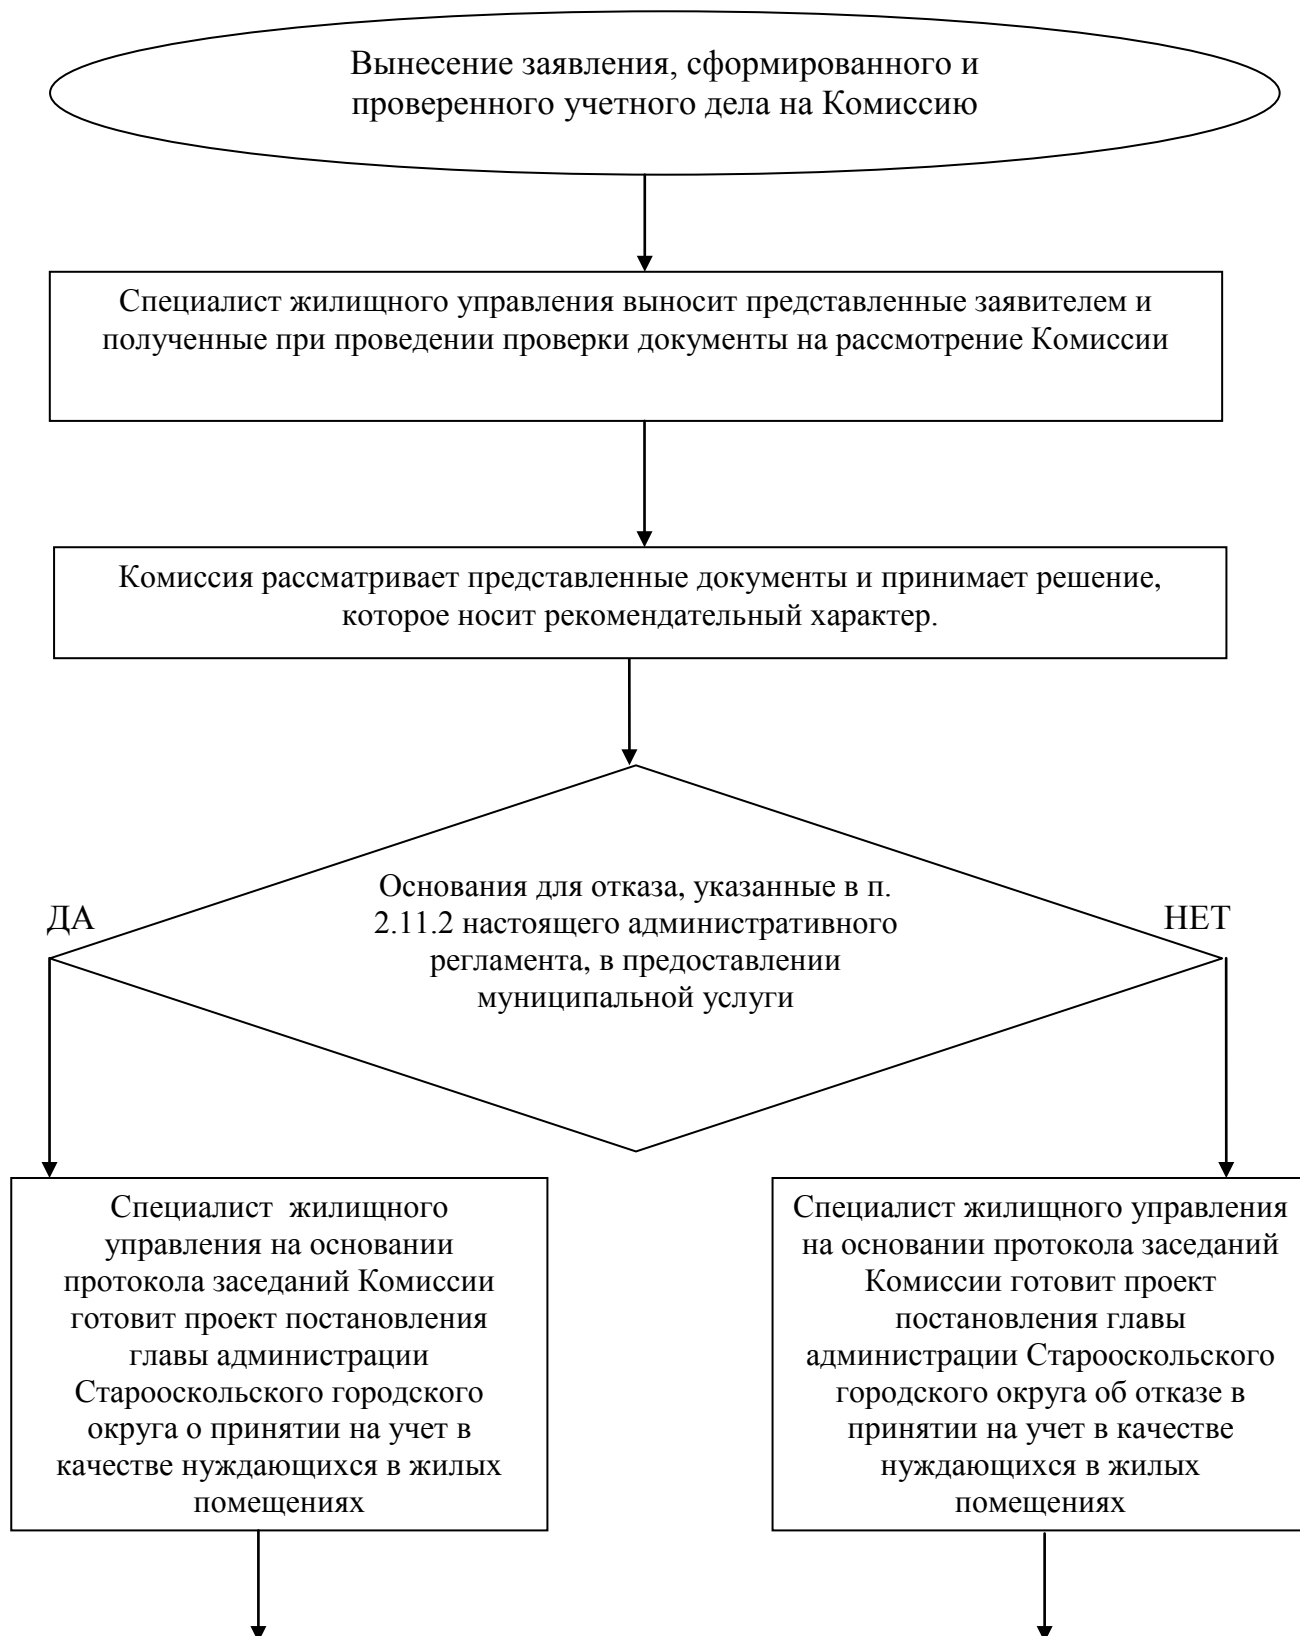 Вынесение заявления, сформированного и
проверенного учетного дела на Комиссию
Специалист жилищного управления выносит представленные заявителем и
полученные при проведении проверки документы на рассмотрение Комиссии
Комиссия рассматривает представленные документы и принимает решение,
которое носит рекомендательный характер.
Основания для отказа, указанные в п.
2.11.2 настоящего административного
регламента, в предоставлении
муниципальной услуги
ДА
НЕТ
Специалист жилищного
управления на основании
протокола заседаний Комиссии
готовит проект постановления
главы администрации
Старооскольского городского
округа о принятии на учет в
качестве нуждающихся в жилых
помещениях
Специалист жилищного управления
на основании протокола заседаний
Комиссии готовит проект
постановления главы
администрации Старооскольского
городского округа об отказе в
принятии на учет в качестве
нуждающихся в жилых
помещениях